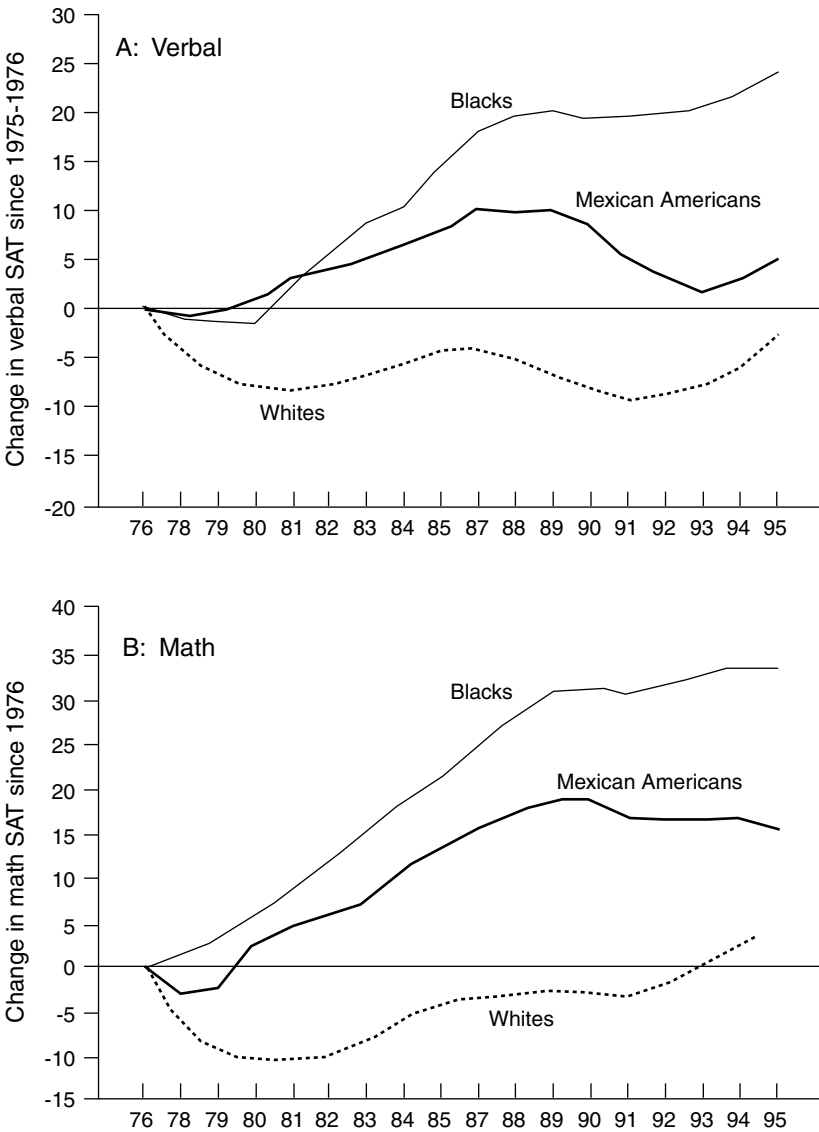 A: Verbal
Change in verbal SAT since 1975-1976
30
25
20
15
10
5
0
-5
-10
-15
-20
Blacks
Mexican Americans
Whites
76 78 79 80 81 82 83 84 85 87 88 89 90 91 92 93 94 95
B: Math
Change in math SAT since 1976
40
35
30
25
20
15
10
5
0
-5
-10
-15
Blacks
Mexican Americans
Whites
76 78 79 80 81 82 83 84 85 87 88 89 90 91 92 93 94 95